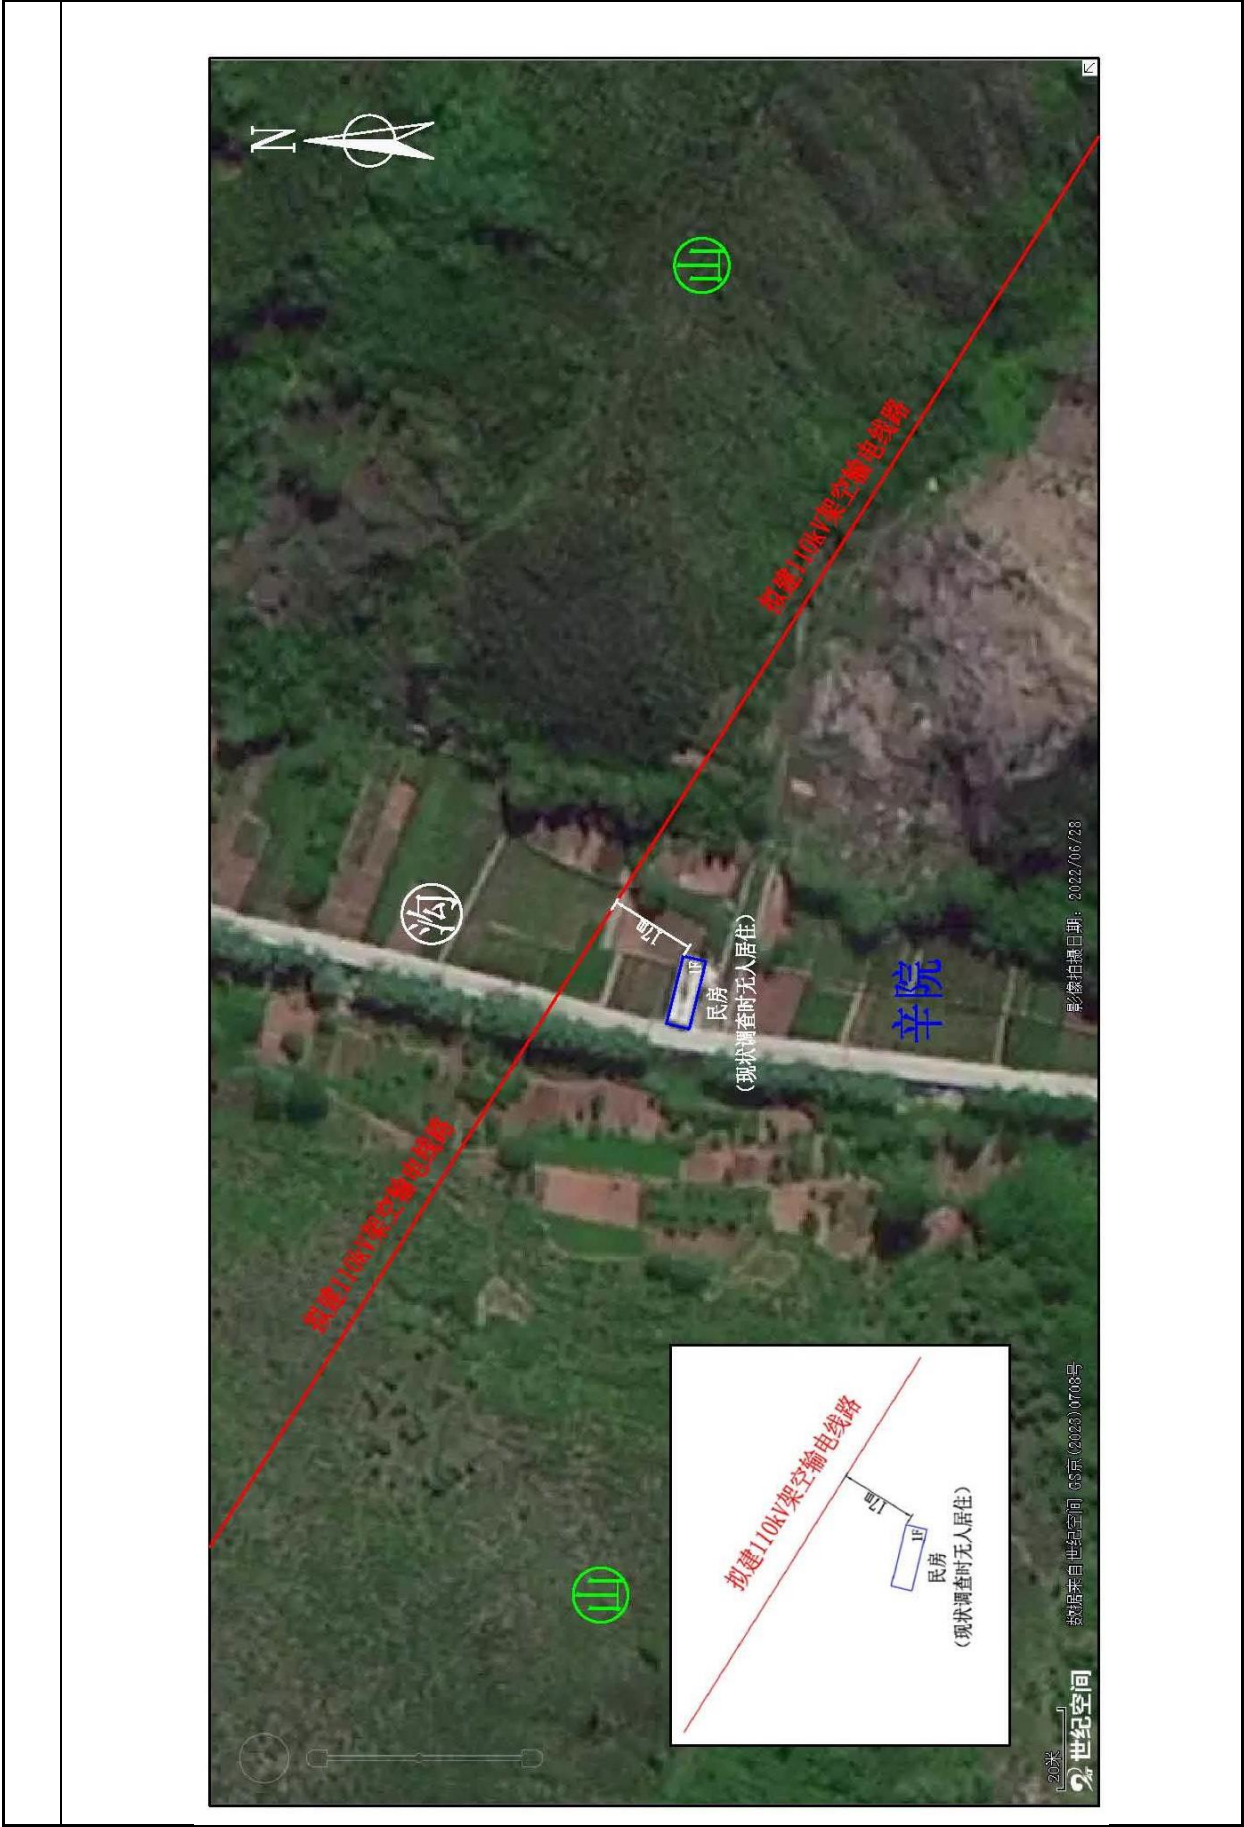 N
山
拟建110kV架空输电线路
沟
17m
1F
民房
（现状调查时无人居住）
辛院
拟建110kV架空输电线路
山
拟建110kV架空输电线路
17m
1F
民房
（现状调查时无人居住）
20米
世纪空间
数据来自世纪空间 GS京(2023)0708号
影像拍摄日期：2022/06/28